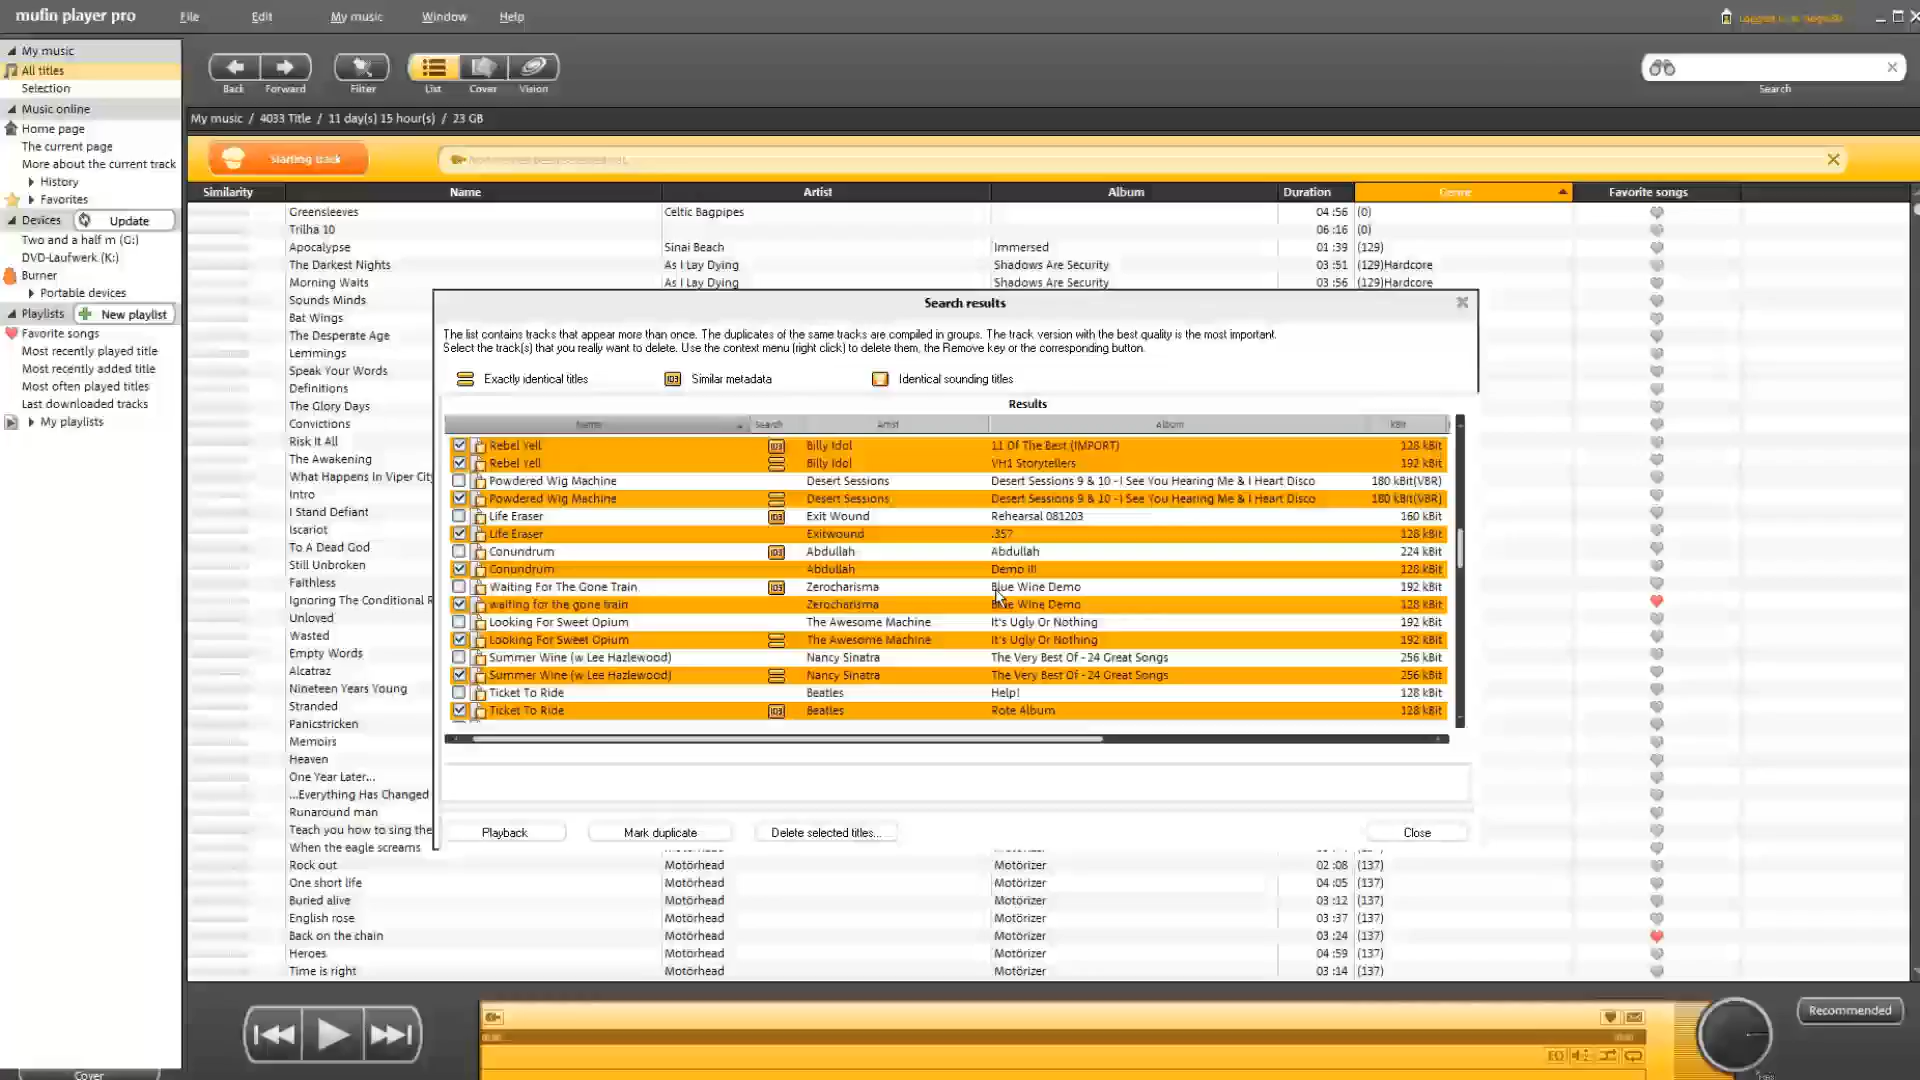 mufin player pro File Edit My music Window Help
My music
All titles
Selection
Music online
Home page
The current page
More about the current track
History
Favorites
Devices Update
Two and a half m (G:)
DVD-Laufwerk (K:)
Burner
Portable devices
Playlists New playlist
Favorite songs
Most recently played title
Most recently added title
Most often played titles
Last downloaded tracks
My playlists
Cover
Back Forward Filter List Cover Vision Search
My music / 4033 Title / 11 day(s) 15 hour(s) / 23 GB
Starting track
Similarity Name Artist Album Duration Genre Favorite songs
Greensleeves Celtic Bagpipes 04 :56 (0)
Trilha 10 06 :16 (0)
Apocalypse Sinai Beach Immersed 01 :39 (129)
The Darkest Nights As I Lay Dying Shadows Are Security 03 :51 (129)Hardcore
Morning Waits As I Lay Dying Shadows Are Security 03 :56 (129)Hardcore
Sounds Minds
Bat Wings
The Desperate Age
Lemmings
Speak Your Words
Definitions
The Glory Days
Convictions
Risk It All
The Awakening
What Happens In Viper City
Intro
I Stand Defiant
Iscariot
To A Dead God
Still Unbroken
Faithless
Ignoring The Conditional R
Unloved
Wasted
Empty Words
Alcatraz
Nineteen Years Young
Stranded
Panicstricken
Memoirs
Heaven
One Year Later...
...Everything Has Changed
Runaround man
Teach you how to sing the
When the eagle screams
Rock out Motörhead Motörizer 02 :08 (137)
One short life Motörhead Motörizer 04 :05 (137)
Buried alive Motörhead Motörizer 03 :12 (137)
English rose Motörhead Motörizer 03 :37 (137)
Back on the chain Motörhead Motörizer 03 :24 (137)
Heroes Motörhead Motörizer 04 :59 (137)
Time is right Motörhead Motörizer 03 :14 (137)
Search results
The list contains tracks that appear more than once. The duplicates of the same tracks are compiled in groups. The track version with the best quality is the most important.
Select the track(s) that you really want to delete. Use the context menu (right click) to delete them, the Remove key or the corresponding button.
Exactly identical titles ID3 Similar metadata Identical sounding titles
Results
Name Search Artist Album kBit
Rebel Yell ID3 Billy Idol 11 Of The Best (IMPORT) 128 kBit
Rebel Yell Billy Idol VH1 Storytellers 192 kBit
Powdered Wig Machine Desert Sessions Desert Sessions 9 & 10 - I See You Hearing Me & I Heart Disco 180 kBit(VBR)
Powdered Wig Machine Desert Sessions Desert Sessions 9 & 10 - I See You Hearing Me & I Heart Disco 180 kBit(VBR)
Life Eraser ID3 Exit Wound Rehearsal 081203 160 kBit
Life Eraser Exitwound .357 128 kBit
Conundrum ID3 Abdullah Abdullah 224 kBit
Conundrum Abdullah Demo III 128 kBit
Waiting For The Gone Train ID3 Zerocharisma Blue Wine Demo 192 kBit
waiting for the gone train Zerocharisma Blue Wine Demo 128 kBit
Looking For Sweet Opium The Awesome Machine It's Ugly Or Nothing 192 kBit
Looking For Sweet Opium The Awesome Machine It's Ugly Or Nothing 192 kBit
Summer Wine (w Lee Hazlewood) Nancy Sinatra The Very Best Of - 24 Great Songs 256 kBit
Summer Wine (w Lee Hazlewood) Nancy Sinatra The Very Best Of - 24 Great Songs 256 kBit
Ticket To Ride Beatles Help! 128 kBit
Ticket To Ride ID3 Beatles Rote Album 128 kBit
Playback Mark duplicate Delete selected titles... Close
Recommended
EQ